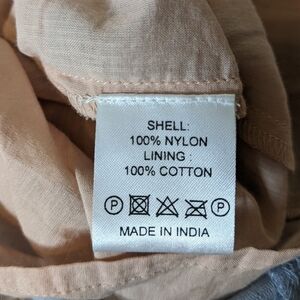 SHELL:
100% NYLON
LINING :
100% COTTON
P P
MADE IN INDIA